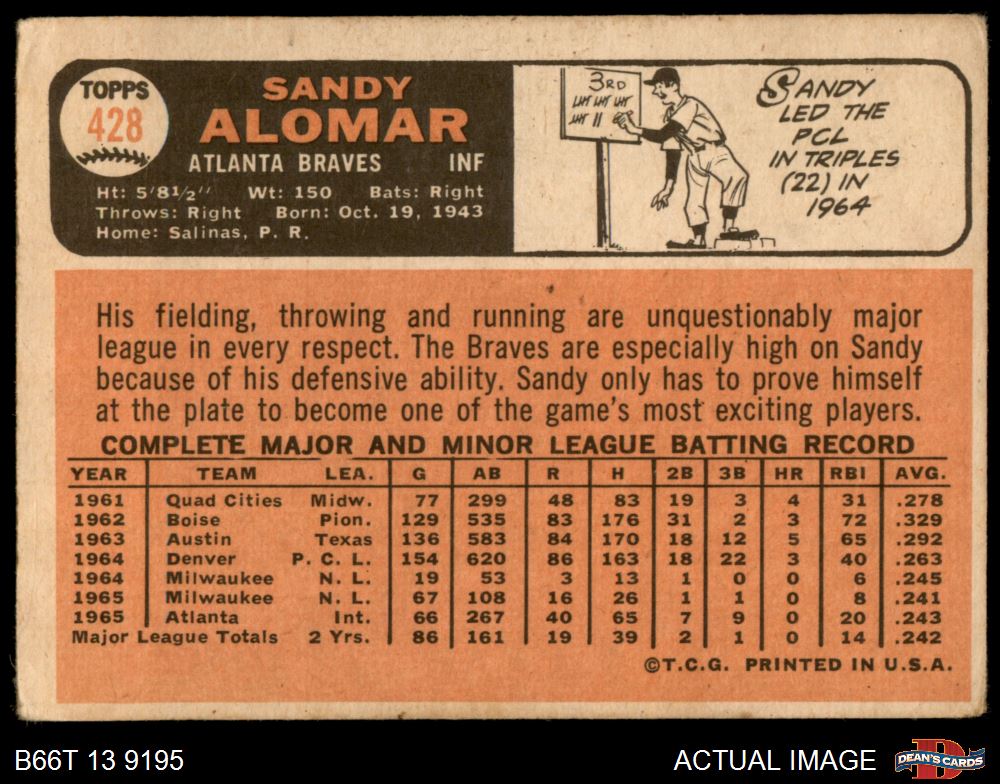 TOPPS
428
SANDY
ALOMAR
ATLANTA BRAVES INF
Ht: 5'8½" Wt: 150 Bats: Right
Throws: Right Born: Oct. 19, 1943
Home: Salinas, P. R.
3RD
SANDY
LED THE
PCL
IN TRIPLES
(22) IN
1964
His fielding, throwing and running are unquestionably major
league in every respect. The Braves are especially high on Sandy
because of his defensive ability. Sandy only has to prove himself
at the plate to become one of the game's most exciting players.
COMPLETE MAJOR AND MINOR LEAGUE BATTING RECORD
YEAR TEAM LEA. G AB R H 2B 3B HR RBI AVG.
1961 Quad Cities Midw. 77 299 48 83 19 3 4 31 .278
1962 Boise Pion. 129 535 83 176 31 2 3 72 .329
1963 Austin Texas 136 583 84 170 18 12 5 65 .292
1964 Denver P. C. L. 154 620 86 163 18 22 3 40 .263
1964 Milwaukee N. L. 19 53 3 13 1 0 0 6 .245
1965 Milwaukee N. L. 67 108 16 26 1 1 0 8 .241
1965 Atlanta Int. 66 267 40 65 7 9 0 20 .243
Major League Totals 2 Yrs. 86 161 19 39 2 1 0 14 .242
©T.C.G. PRINTED IN U.S.A.
B66T 13 9195 ACTUAL IMAGE
D
DEAN'S CARDS